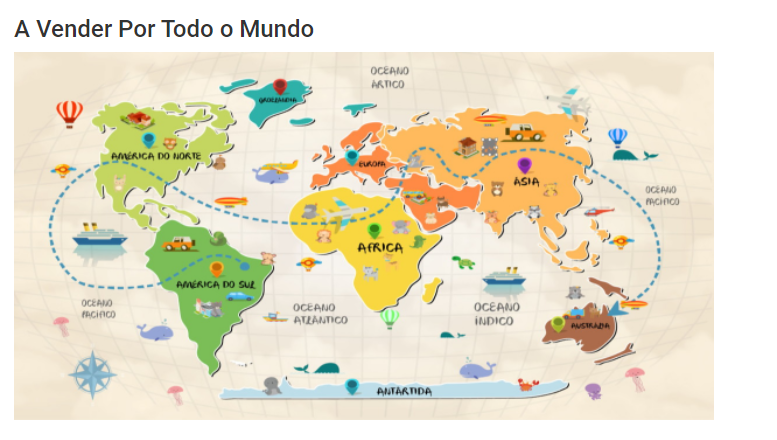 A Vender Por Todo o Mundo
OCEANO
ÁRTICO
GROELÂNDIA
AMÉRICA DO NORTE
EUROPA
ÁSIA
OCEANO
PACÍFICO
ÁFRICA
AMÉRICA DO SUL
OCEANO
PACÍFICO
OCEANO
ATLÂNTICO
OCEANO
ÍNDICO
AUSTRÁLIA
ANTÁRTIDA